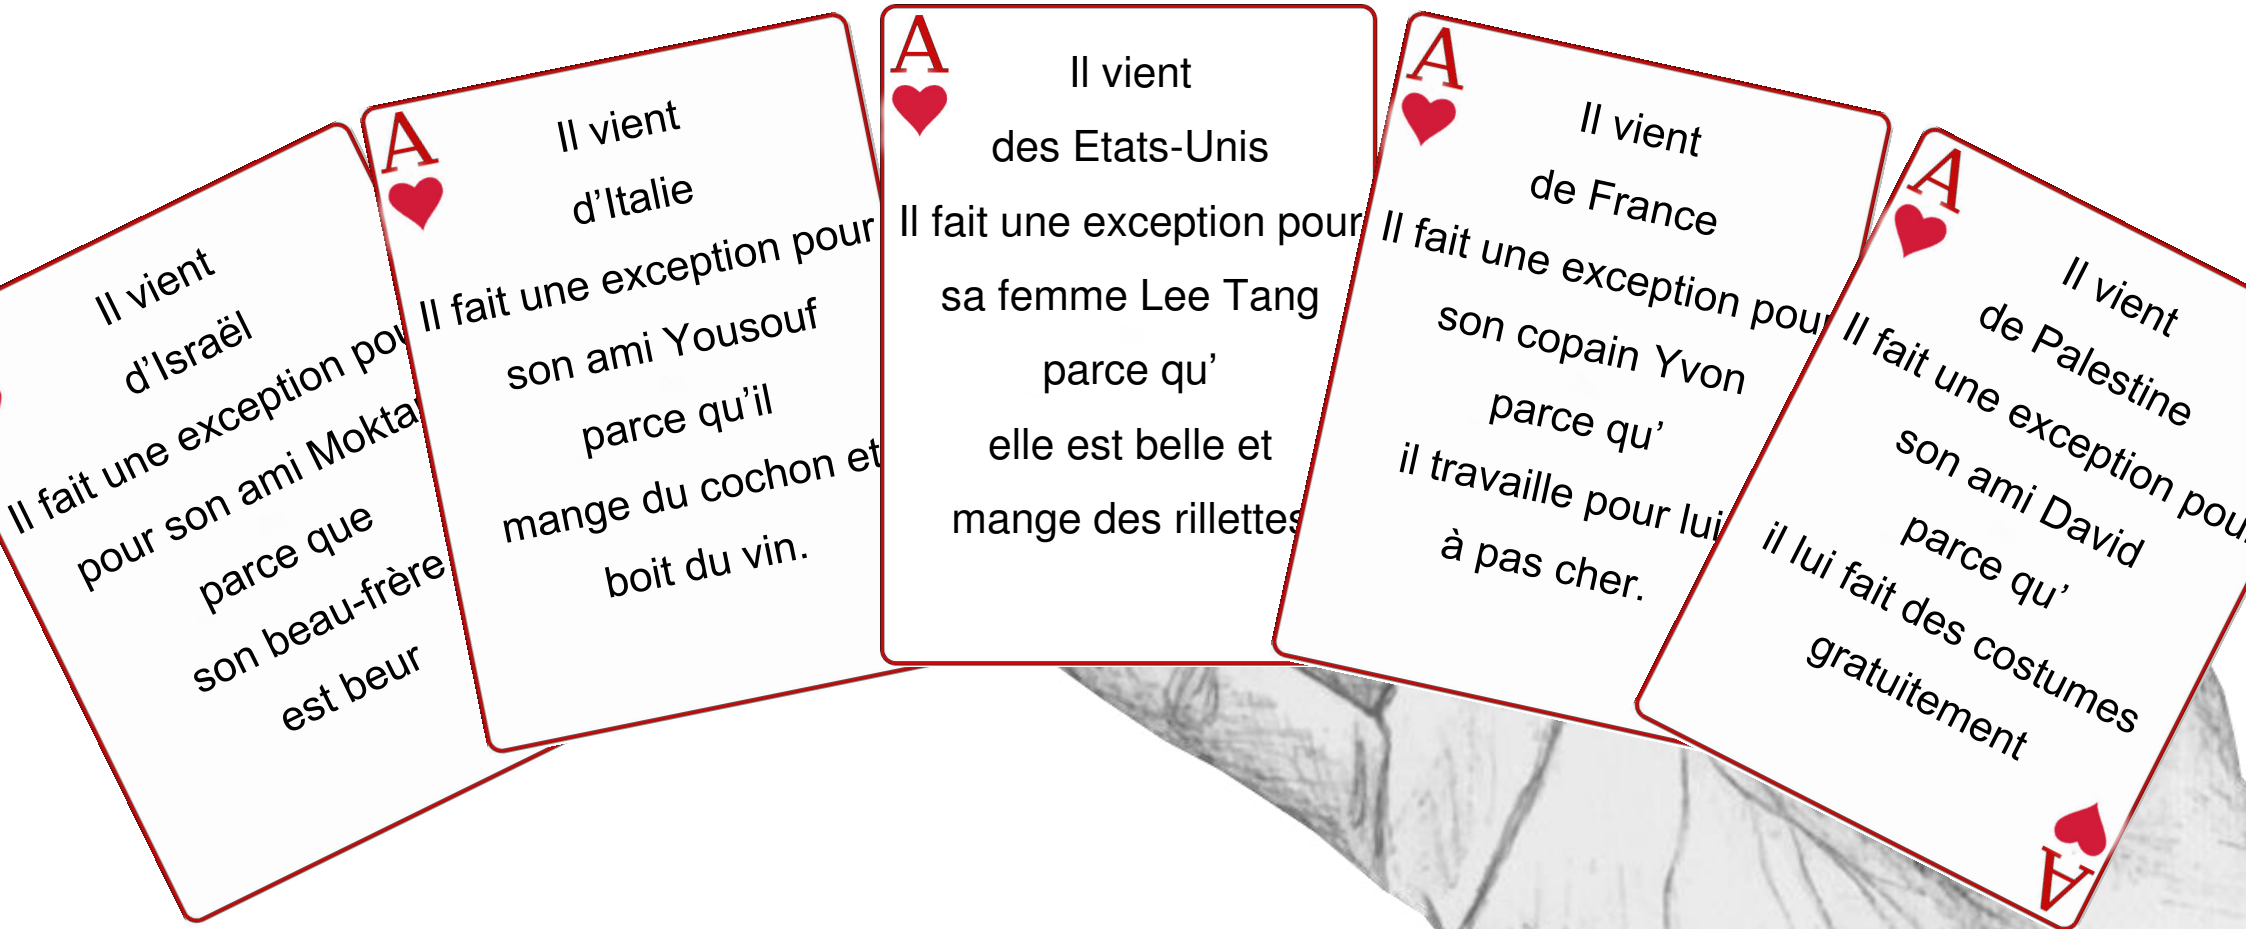 Il vient
d'Israël
Il fait une exception
pour son ami
parce que
son beau-frère
est beur
A
Il vient
d'Italie
Il fait une exception pour
son ami Yousouf
parce qu'il
mange du cochon et
boit du vin.
A
Il vient
des Etats-Unis
Il fait une exception pour
sa femme Lee Tang
parce qu'
elle est belle et
mange des rillettes
A
Il vient
de France
Il fait une exception pour
son copain Yvon
parce qu'
il travaille pour lui
à pas cher.
A
Il vient
de Palestine
Il fait une exception pour
son ami David
parce qu'
il lui fait des costumes
gratuitement
A